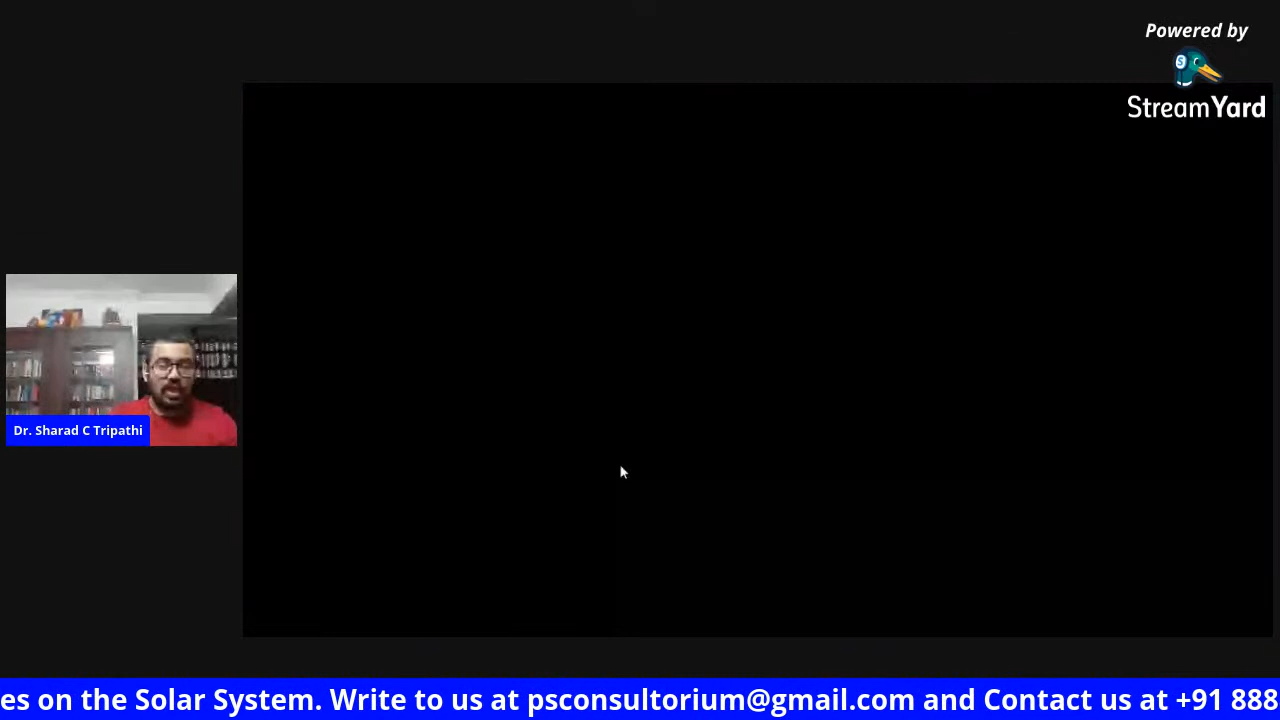 Powered by
StreamYard
Dr. Sharad C Tripathi
es on the Solar System. Write to us at psconsultorium@gmail.com and Contact us at +91 888